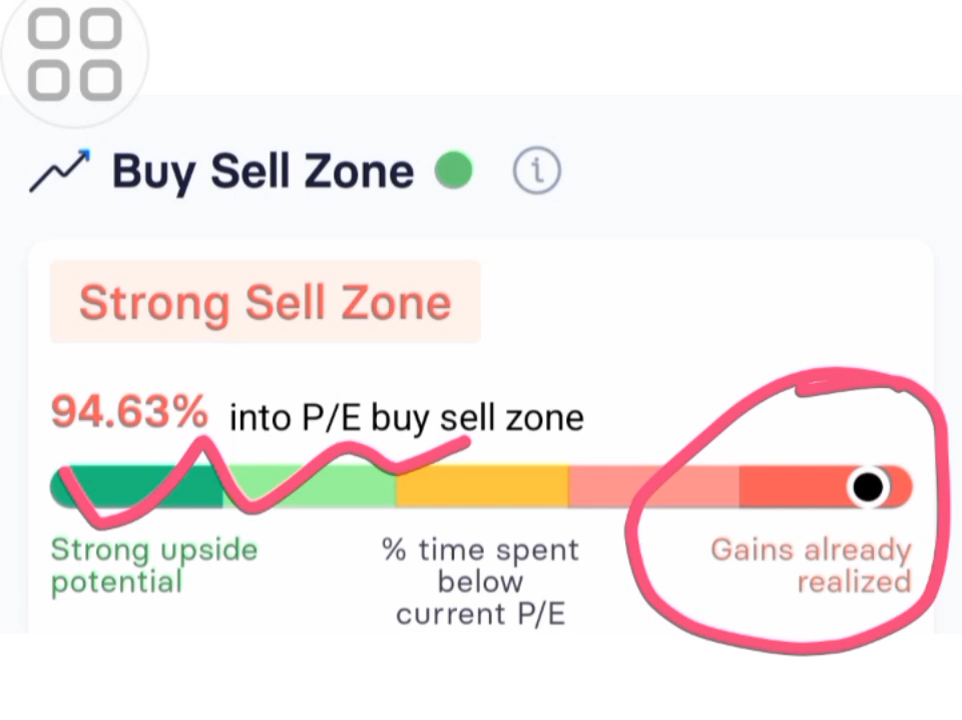 Buy Sell Zone
Strong Sell Zone
94.63% into P/E buy sell zone
Strong upside
potential
% time spent
below
current P/E
Gains already
realized